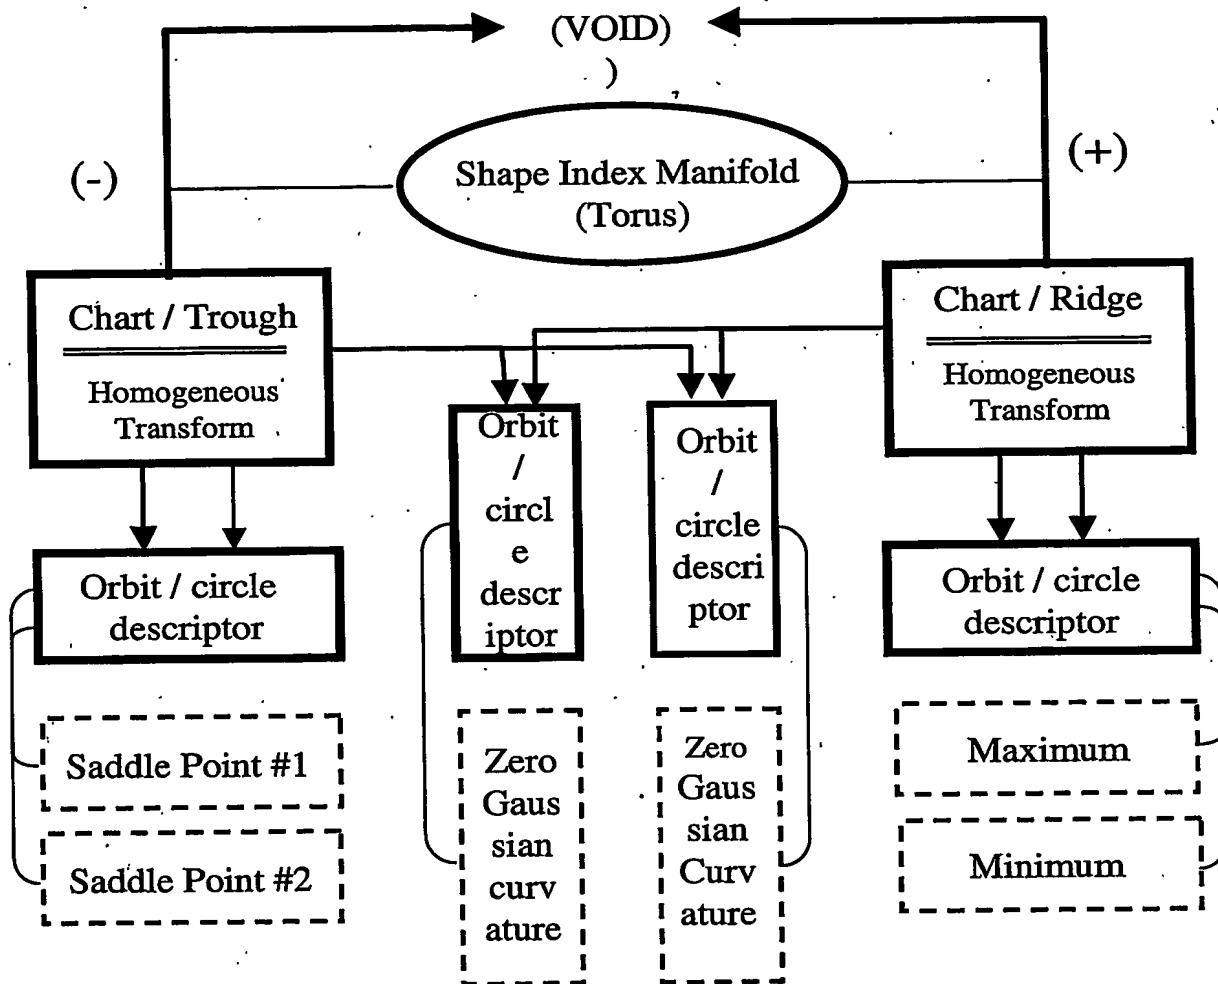 (VOID)
)
(-)
(+)
Shape Index Manifold
(Torus)
Chart / Trough
Homogeneous
Transform
Chart / Ridge
Homogeneous
Transform
Orbit
/
circl
e
descr
iptor
Orbit
/
circle
descri
ptor
Orbit / circle
descriptor
Orbit / circle
descriptor
Saddle Point #1
Saddle Point #2
Zero
Gaus
sian
curv
ature
Zero
Gaus
sian
Curv
ature
Maximum
Minimum